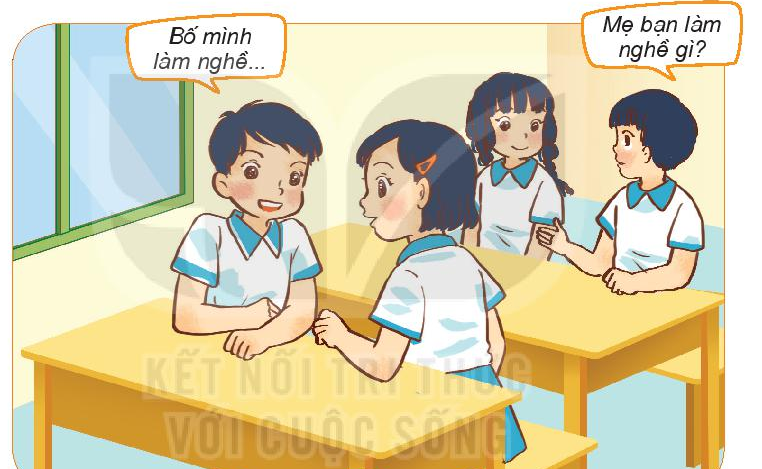 Bố mình
làm nghề...
Mẹ bạn làm
nghề gì?
KẾT NỐI TRI THỨC
VỚI CUỘC SỐNG